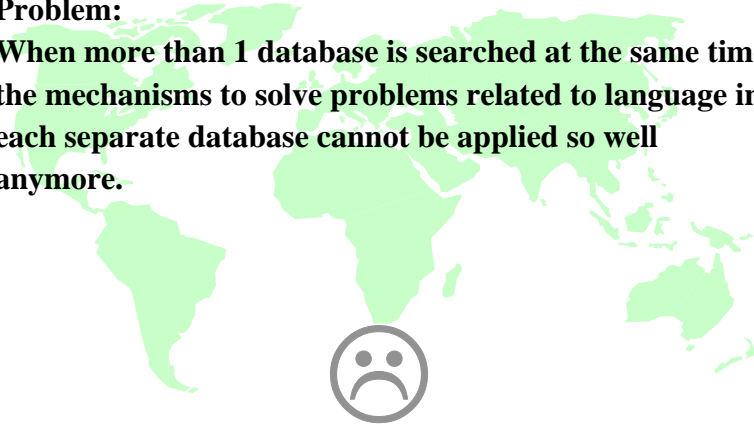 Problem:
When more than 1 database is searched at the same tim
the mechanisms to solve problems related to language in
each separate database cannot be applied so well
anymore.